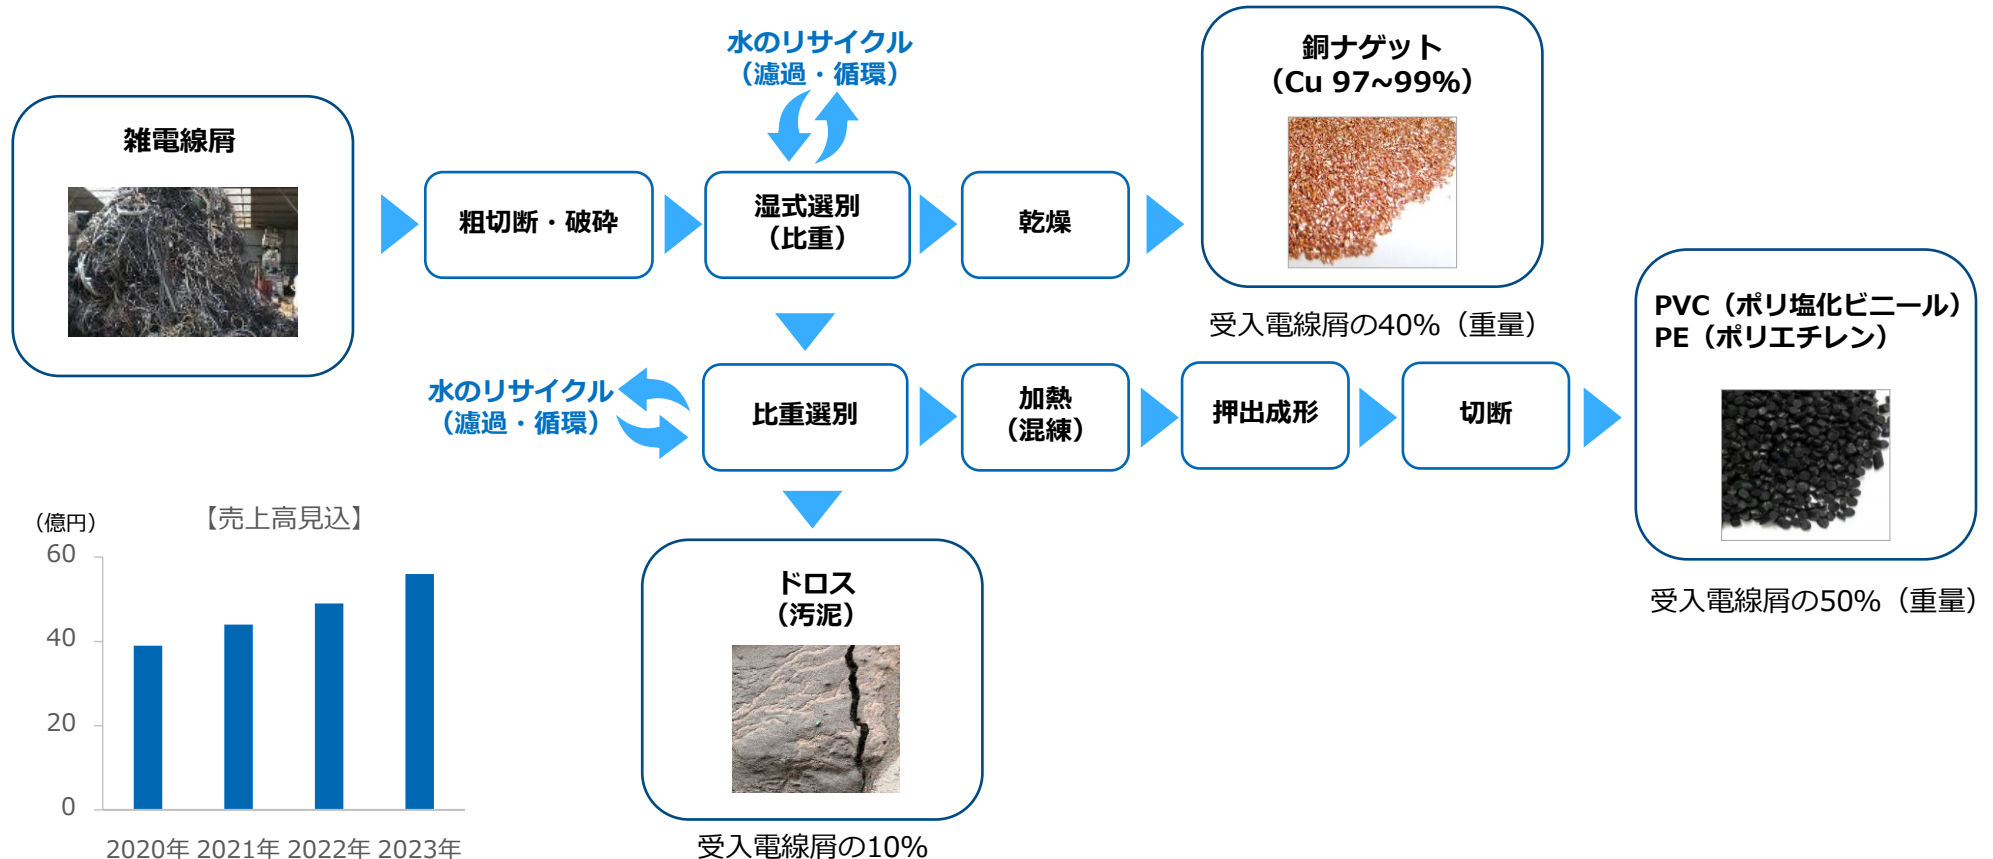 水のリサイクル
（濾過・循環）
銅ナゲット
（Cu 97~99%）
雑電線屑
粗切断・破砕
湿式選別
（比重）
乾燥
受入電線屑の40%（重量）
PVC（ポリ塩化ビニール）
PE（ポリエチレン）
水のリサイクル
（濾過・循環）
比重選別
加熱
（混練）
押出成形
切断
受入電線屑の50%（重量）
ドロス
（汚泥）
受入電線屑の10%
（億円）
【売上高見込】
60
40
20
0
2020年 2021年 2022年 2023年